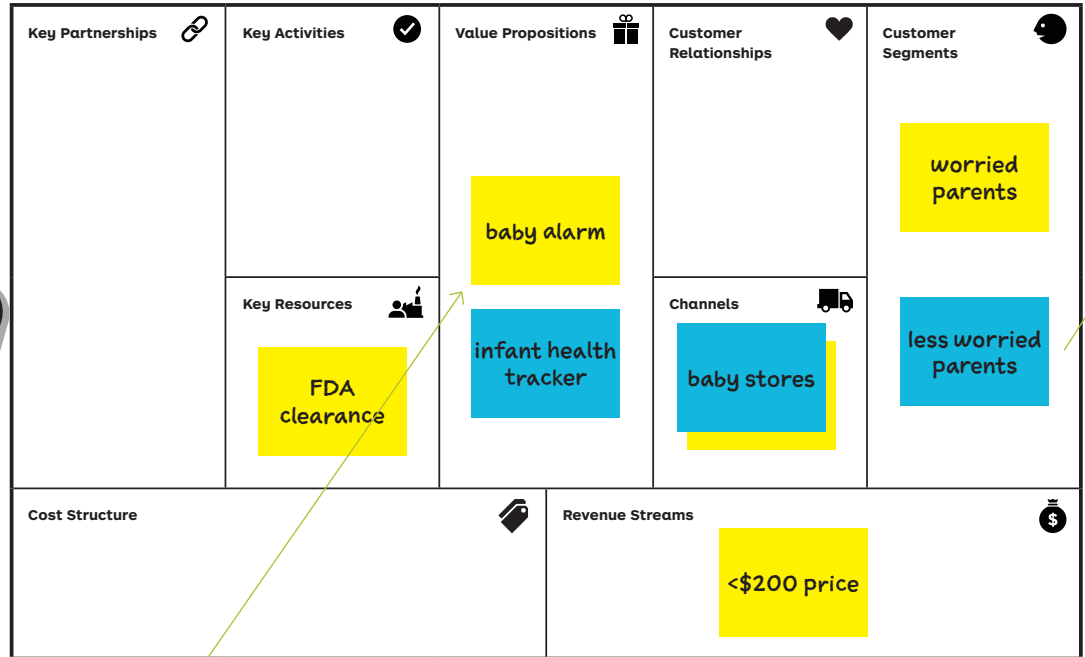 Key Partnerships
Key Activities
Value Propositions
Customer
Relationships
Customer
Segments
worried
parents
baby alarm
infant health
tracker
less worried
parents
Key Resources
FDA
clearance
Channels
baby stores
Cost Structure
Revenue Streams
$
<$200 price